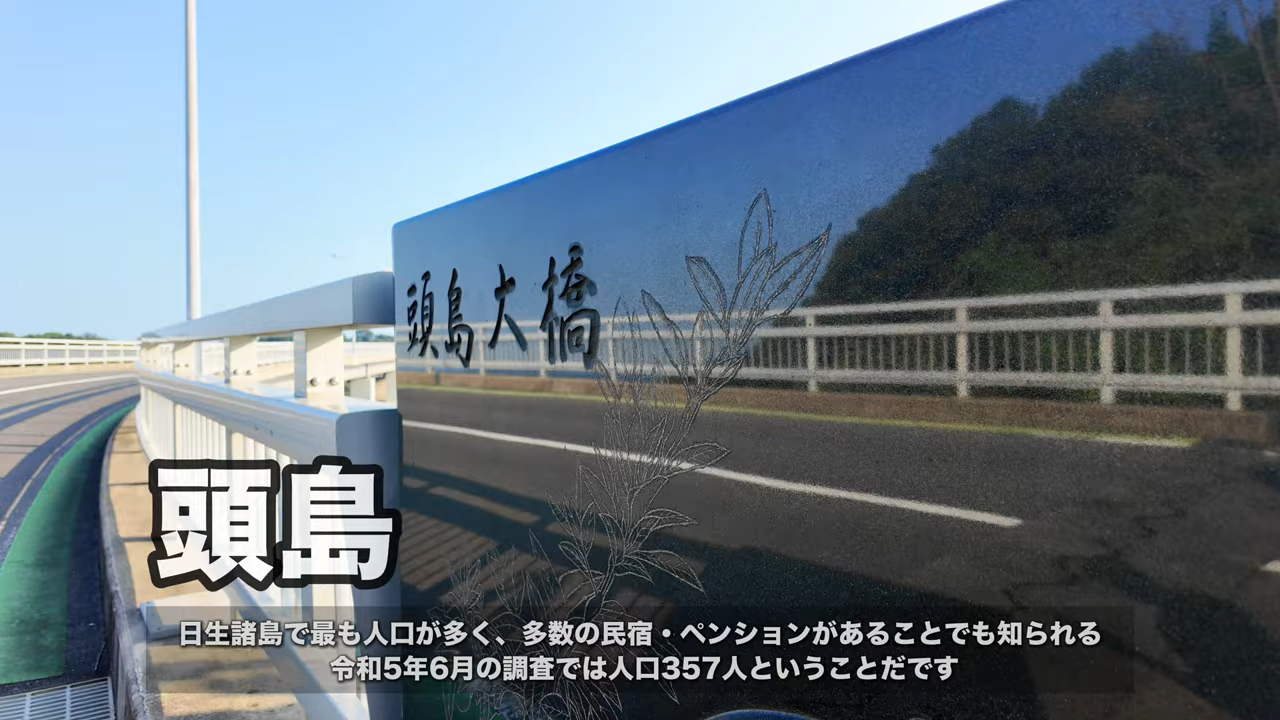 頭島大橋
頭島
日生諸島で最も人口が多く、多数の民宿・ペンションがあることでも知られる
令和5年6月の調査では人口357人ということだです